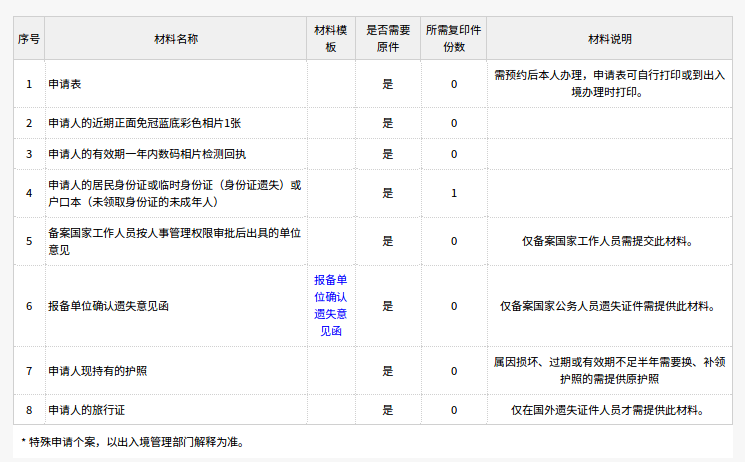 序号 材料名称 材料模板 是否需要原件 所需复印件份数 材料说明
1 申请表 是 0 需预约后本人办理，申请表可自行打印或到出入境办理时打印。
2 申请人的近期正面免冠蓝底彩色相片1张 是 0
3 申请人的有效期一年内数码相片检测回执 是 0
4 申请人的居民身份证或临时身份证（身份证遗失）或户口本（未领取身份证的未成年人） 是 1
5 备案国家工作人员按人事管理权限审批后出具的单位意见 是 0 仅备案国家工作人员需提交此材料。
6 报备单位确认遗失意见函 报备单位确认遗失意见函 是 0 仅备案国家公务人员遗失证件需提供此材料。
7 申请人现持有的护照 是 0 属因损坏、过期或有效期不足半年需要换、补领护照的需提供原护照
8 申请人的旅行证 是 0 仅在国外遗失证件人员才需提供此材料。
* 特殊申请个案，以出入境管理部门解释为准。